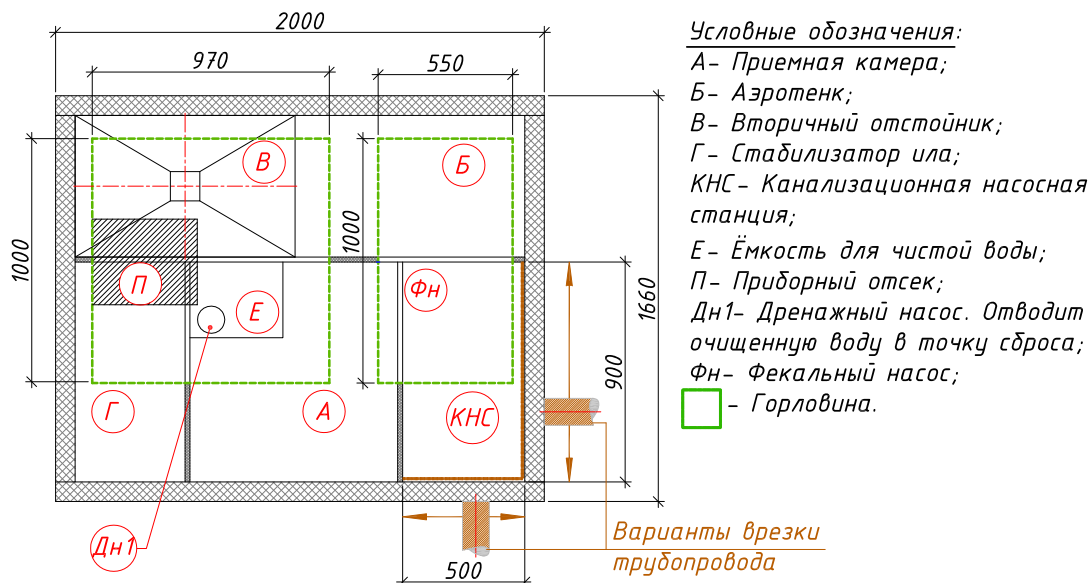 2000
970
550
Условные обозначения:
А- Приемная камера;
Б- Аэротенк;
В- Вторичный отстойник;
Г- Стабилизатор ила;
КНС- Канализационная насосная
станция;
Е- Ёмкость для чистой воды;
П- Приборный отсек;
Дн1- Дренажный насос. Отводит
очищенную воду в точку сброса;
Фн- Фекальный насос;
- Горловина.
В
Б
1000
1000
1660
П
Е
Фн
900
Г
А
КНС
Дн1
Варианты врезки
трубопровода
500